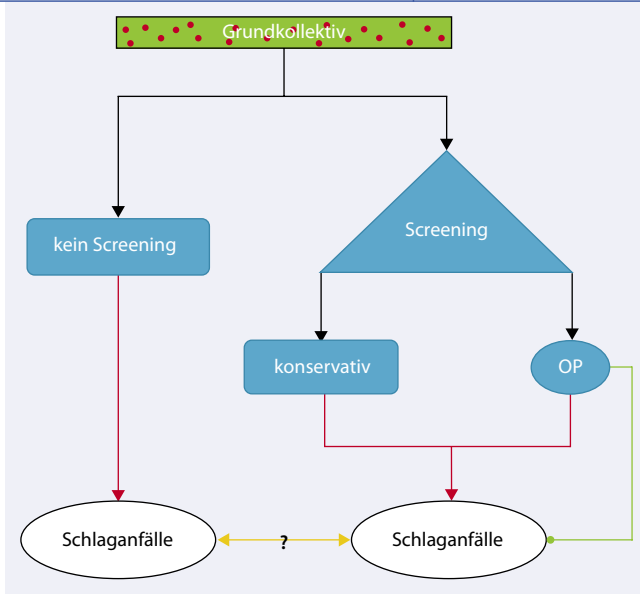 Grundkollektiv
kein Screening
Screening
konservativ
OP
Schlaganfälle
?
Schlaganfälle